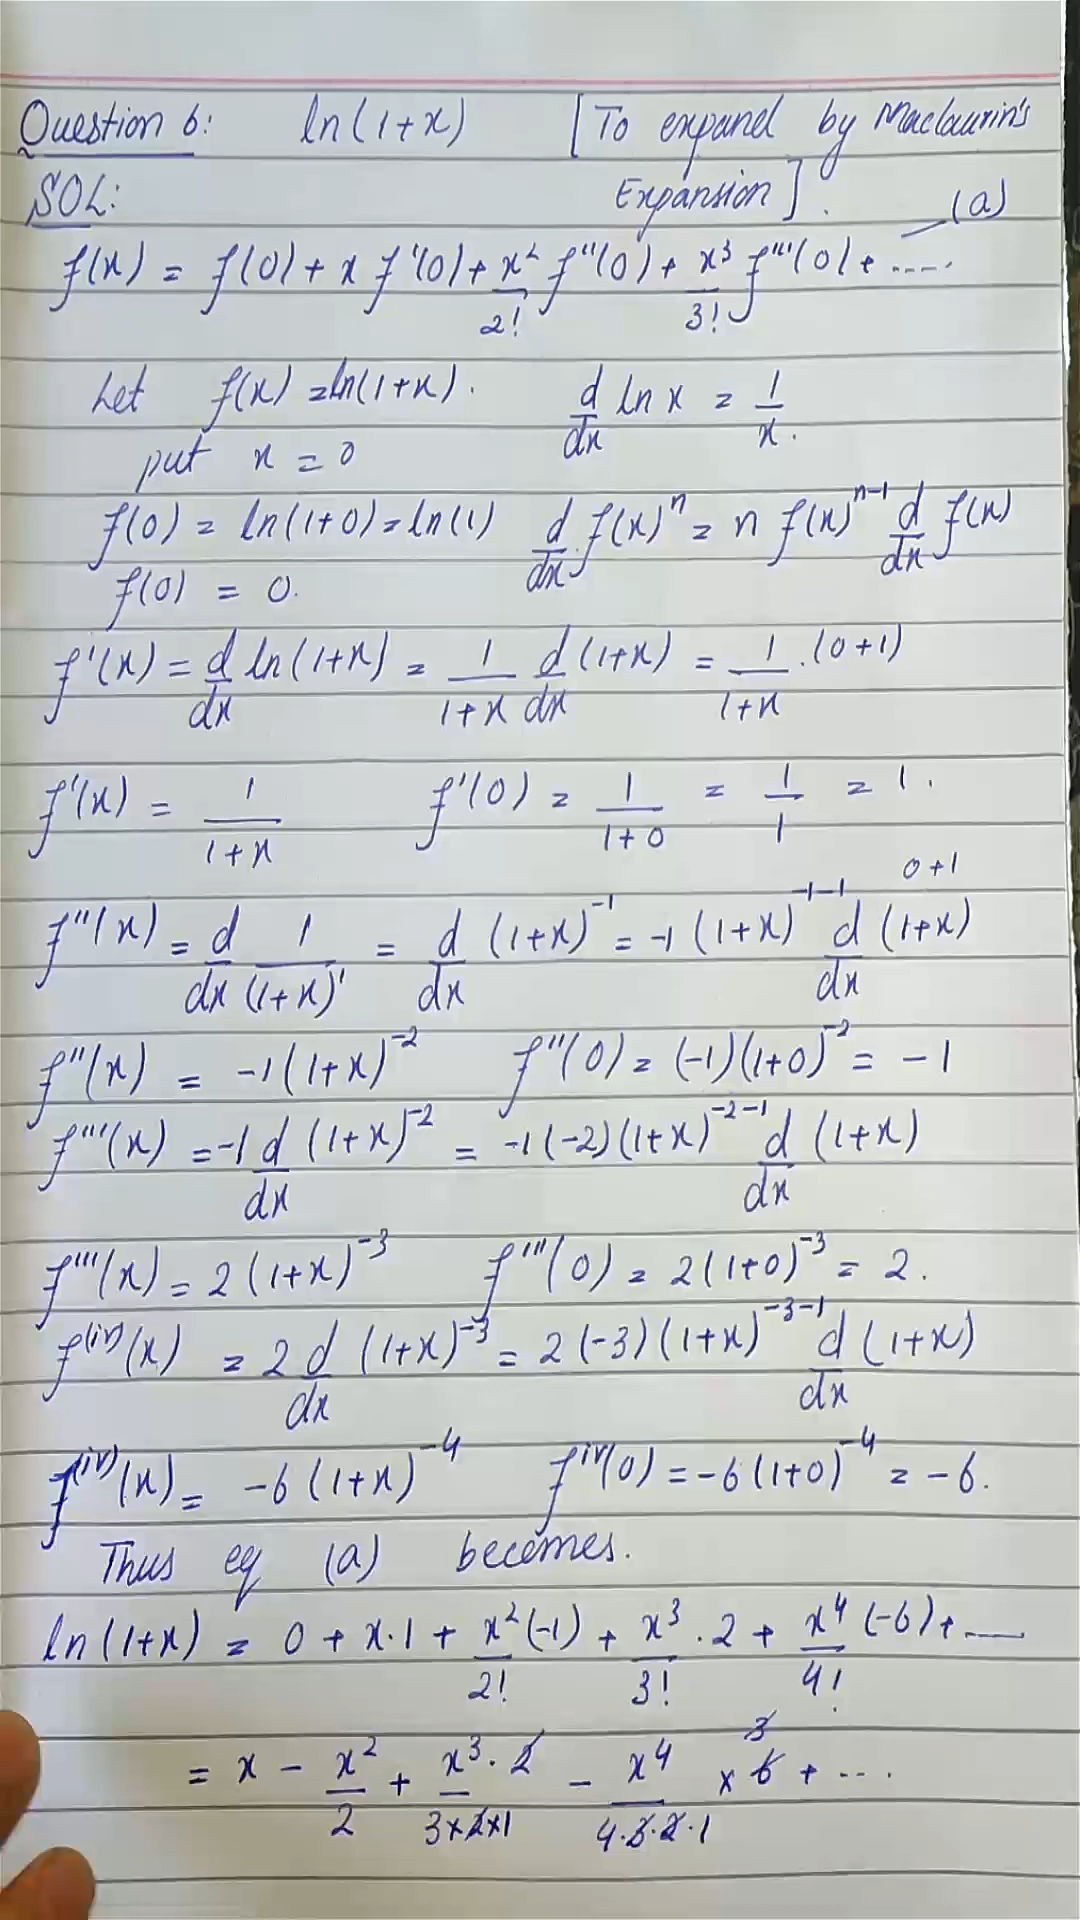 Question 6: ln(1+x) [To expand by Maclaurin's
SOL: Expansion]. (a)
f(x) = f(0) + x f'(0) + x²/2! f''(0) + x³/3! f'''(0) + .....
Let f(x) = ln(1+x). d/dx ln x = 1/x.
put x = 0
f(0) = ln(1+0) = ln(1) d/dx f(x)ⁿ = n f(x)ⁿ⁻¹ d/dx f(x)
f(0) = 0.
f'(x) = d/dx ln(1+x) = 1/(1+x) d/dx (1+x) = 1/(1+x) . (0+1)
f'(x) = 1/(1+x) f'(0) = 1/(1+0) = 1/1 = 1.
0+1
f''(x) = d/dx 1/(1+x)¹ = d/dx (1+x)⁻¹ = -1 (1+x)⁻¹⁻¹ d/dx (1+x)
f''(x) = -1(1+x)⁻² f''(0) = (-1)(1+0)⁻² = -1
f'''(x) = -1 d/dx (1+x)⁻² = -1(-2)(1+x)⁻²⁻¹ d/dx (1+x)
f'''(x) = 2(1+x)⁻³ f'''(0) = 2(1+0)⁻³ = 2.
f⁽ⁱᵛ⁾(x) = 2 d/dx (1+x)⁻³ = 2(-3)(1+x)⁻³⁻¹ d/dx (1+x)
f⁽ⁱᵛ⁾(x) = -6(1+x)⁻⁴ fⁱᵛ(0) = -6(1+0)⁻⁴ = -6.
Thus eq (a) becomes.
ln(1+x) = 0 + x·1 + x²/2! (-1) + x³/3! · 2 + x⁴/4! (-6) + ....
3
= x - x²/2 + x³·2/3×2×1 - x⁴/4·3·2·1 × 6 + ....